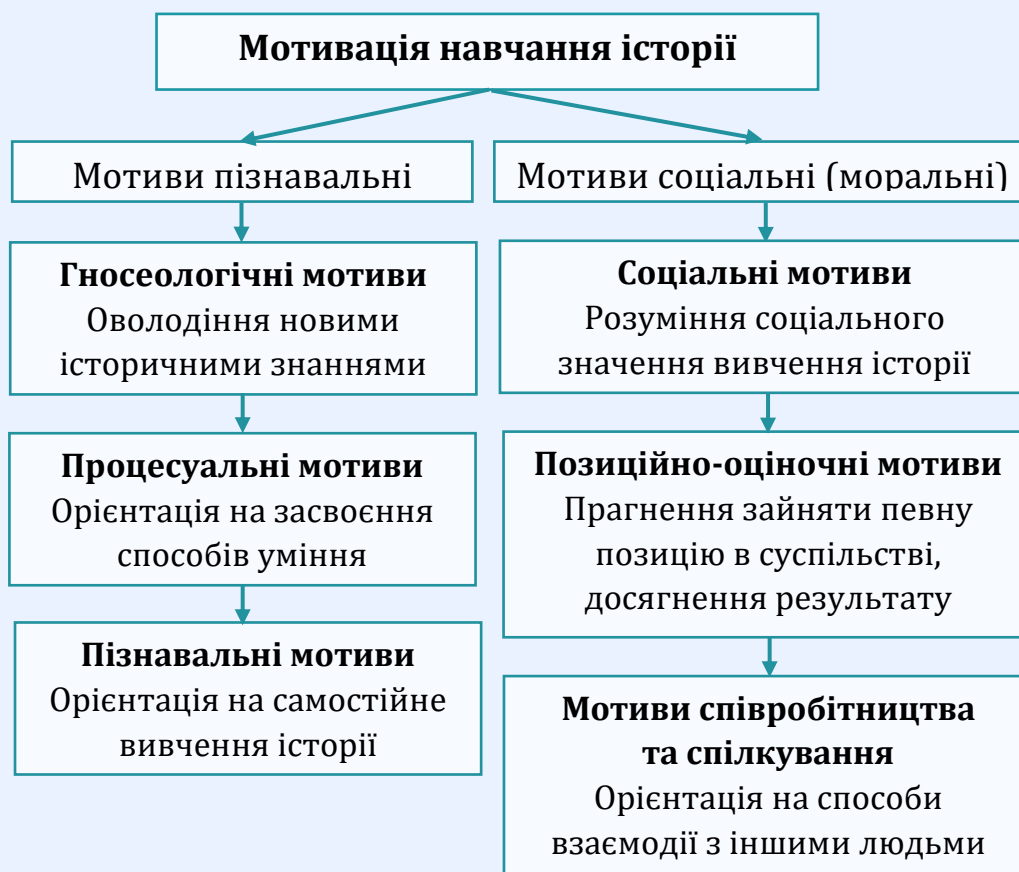 Мотивація навчання історії
Мотиви пізнавальні
Мотиви соціальні (моральні)
Гносеологічні мотиви
Оволодіння новими
історичними знаннями
Процесуальні мотиви
Орієнтація на засвоєння
способів уміння
Пізнавальні мотиви
Орієнтація на самостійне
вивчення історії
Соціальні мотиви
Розуміння соціального
значення вивчення історії
Позиційно-оціночні мотиви
Прагнення зайняти певну
позицію в суспільстві,
досягнення результату
Мотиви співробітництва
та спілкування
Орієнтація на способи
взаємодії з іншими людьми